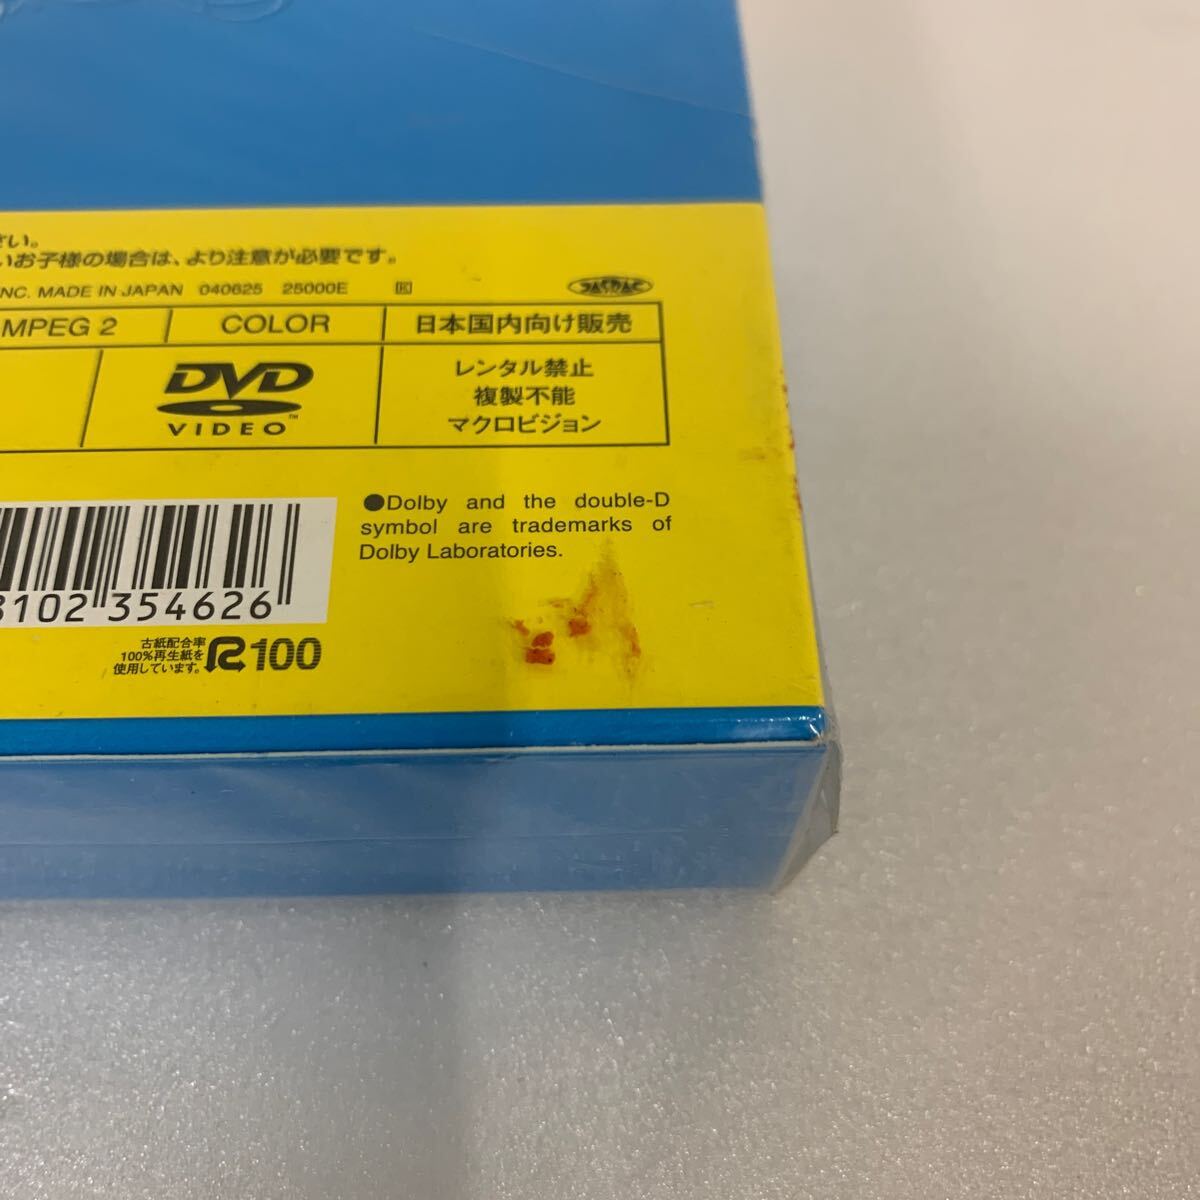 さい。
いお子様の場合は、より注意が必要です。
INC. MADE IN JAPAN 040625 25000E K JASRAC
MPEG 2 COLOR 日本国内向け販売
DVD
VIDEO
TM
レンタル禁止
複製不能
マクロビジョン
●Dolby and the double-D
symbol are trademarks of
Dolby Laboratories.
8102 354626
古紙配合率
100%再生紙を
使用しています。
R100